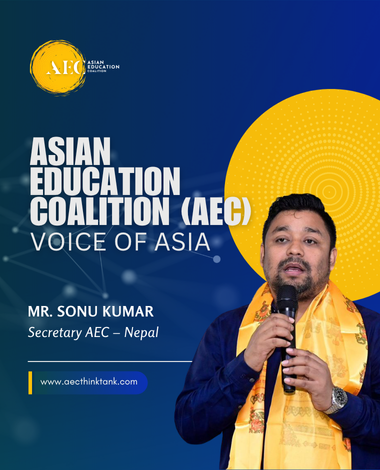 AEC
ASIAN
EDUCATION
COALITION
ASIAN
EDUCATION
COALITION (AEC)
VOICE OF ASIA
MR. SONU KUMAR
Secretary AEC – Nepal
www.aecthinktank.com